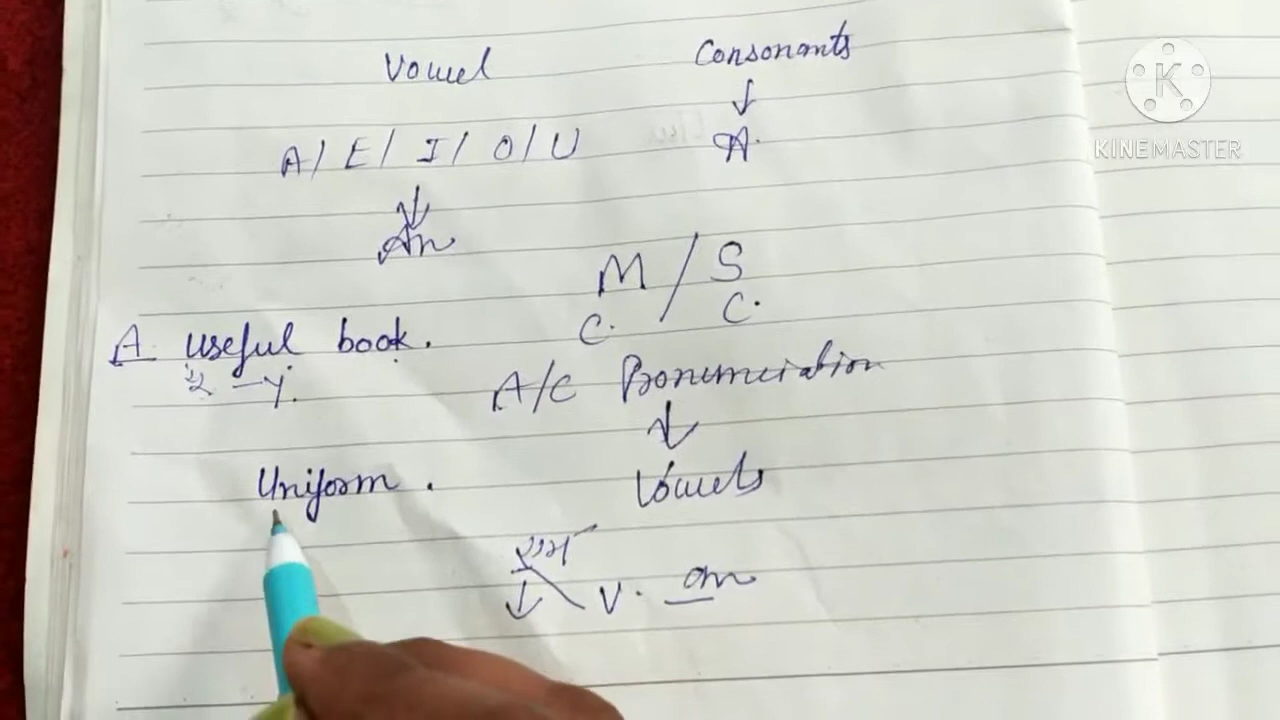 Vowel Consonants
A/ E/ I/ O/ U A.
An
M / S
C. C.
A useful book.
A/C Pronunciation
Uniform.
Vowels
V. an
KINEMASTER